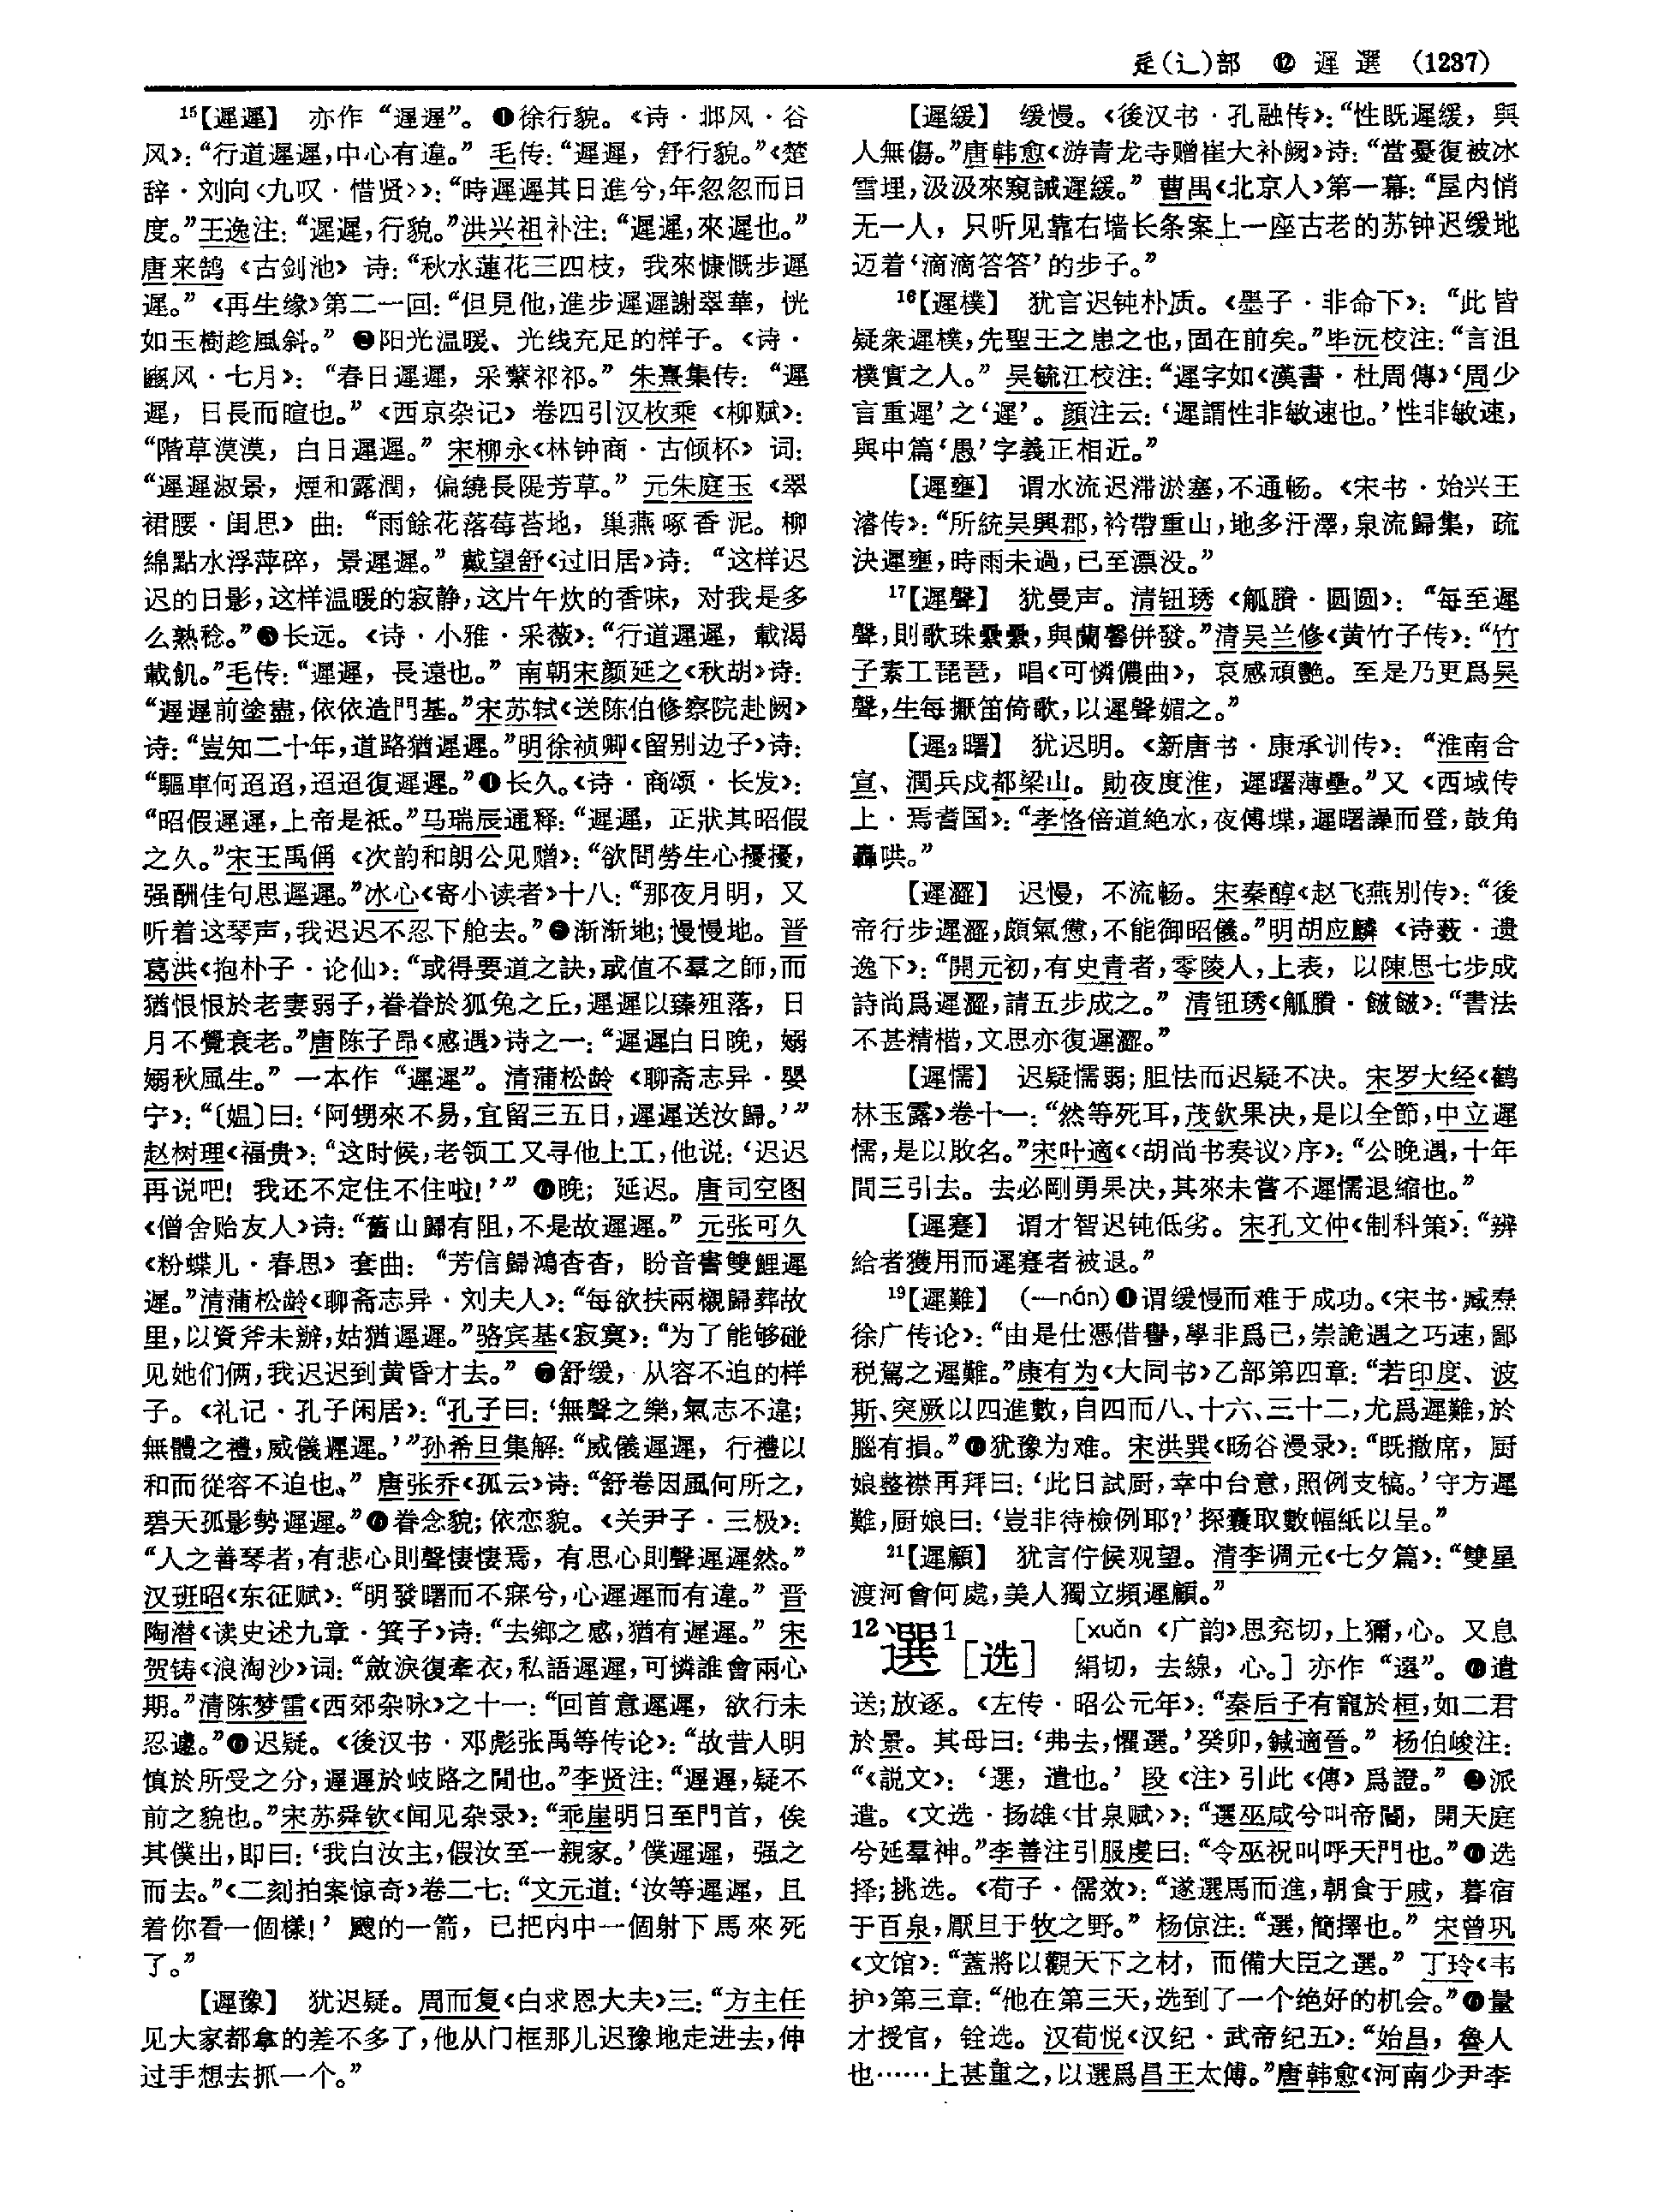 辵(辶)部 ⑫ 遲 選 (1237)
15【遲遲】 亦作“遟遟”。❶徐行貌。《诗·邶风·谷
风》：“行道遲遲，中心有違。”毛传：“遲遲，舒行貌。”《楚
辞·刘向〈九叹·惜贤〉》：“時遲遲其日進兮，年忽忽而日
度。”王逸注：“遲遲，行貌。”洪兴祖补注：“遲遲，來遲也。”
唐来鹄《古剑池》诗：“秋水蓮花三四枝，我來慷慨步遲
遲。”《再生缘》第二一回：“但見他，進步遲遲謝翠華，恍
如玉樹趁風斜。”❷阳光温暖、光线充足的样子。《诗·
豳风·七月》：“春日遲遲，采蘩祁祁。”朱熹集传：“遲
遲，日長而暄也。”《西京杂记》卷四引汉枚乘《柳赋》：
“階草漠漠，白日遲遲。”宋柳永《林钟商·古倾杯》词：
“遲遲淑景，煙和露潤，偏繞長隄芳草。”元朱庭玉《翠
裙腰·闺思》曲：“雨餘花落莓苔地，巢燕啄香泥。柳
綿點水浮萍碎，景遲遲。”戴望舒《过旧居》诗：“这样迟
迟的日影，这样温暖的寂静，这片午炊的香味，对我是多
么熟稔。”❸长远。《诗·小雅·采薇》：“行道遲遲，載渴
載飢。”毛传：“遲遲，長遠也。”南朝宋颜延之《秋胡》诗：
“遲遲前塗盡，依依造門基。”宋苏轼《送陈伯修察院赴阙》
诗：“豈知二十年，道路猶遲遲。”明徐祯卿《留别边子》诗：
“驅車何迢迢，迢迢復遲遲。”❹长久。《诗·商颂·长发》：
“昭假遲遲，上帝是祗。”马瑞辰通释：“遲遲，正狀其昭假
之久。”宋王禹偁《次韵和朗公见赠》：“欲問勞生心擾擾，
强酬佳句思遲遲。”冰心《寄小读者》十八：“那夜月明，又
听着这琴声，我迟迟不忍下舱去。”❺渐渐地；慢慢地。晋
葛洪《抱朴子·论仙》：“或得要道之訣，或值不羣之師，而
猶恨恨於老妻弱子，眷眷於狐兔之丘，遲遲以臻殂落，日
月不覺衰老。”唐陈子昂《感遇》诗之一：“遲遲白日晚，嫋
嫋秋風生。”一本作“遟遟”。清蒲松龄《聊斋志异·婴
宁》：“〔媪〕曰：‘阿甥來不易，宜留三五日，遲遲送汝歸。’”
赵树理《福贵》：“这时候，老领工又寻他上工，他说：‘迟迟
再说吧！我还不定住不住啦！’”❻晚；延迟。唐司空图
《僧舍贻友人》诗：“舊山歸有阻，不是故遲遲。”元张可久
《粉蝶儿·春思》套曲：“芳信歸鴻杳杳，盼音書雙鯉遲
遲。”清蒲松龄《聊斋志异·刘夫人》：“每欲扶兩櫬歸葬故
里，以資斧未辦，姑猶遲遲。”骆宾基《寂寞》：“为了能够碰
见她们俩，我迟迟到黄昏才去。”❼舒缓，从容不迫的样
子。《礼记·孔子闲居》：“孔子曰：‘無聲之樂，氣志不違；
無體之禮，威儀遲遲。’”孙希旦集解：“威儀遲遲，行禮以
和而從容不迫也。”唐张乔《孤云》诗：“舒卷因風何所之，
碧天孤影勢遲遲。”❽眷念貌；依恋貌。《关尹子·三极》：
“人之善琴者，有悲心則聲悽悽焉，有思心則聲遲遲然。”
汉班昭《东征赋》：“明發曙而不寐兮，心遲遲而有違。”晋
陶潜《读史述九章·箕子》诗：“去鄉之感，猶有遲遲。”宋
贺铸《浪淘沙》词：“斂淚復牽衣，私語遲遲，可憐誰會兩心
期。”清陈梦雷《西郊杂咏》之十一：“回首意遲遲，欲行未
忍遽。”❾迟疑。《後汉书·邓彪张禹等传论》：“故昔人明
慎於所受之分，遲遲於岐路之閒也。”李贤注：“遲遲，疑不
前之貌也。”宋苏舜钦《闻见杂录》：“乖崖明日至門首，俟
其僕出，即曰：‘我白汝主，假汝至一親家。’僕遲遲，强之
而去。”《二刻拍案惊奇》卷二七：“文元道：‘汝等遲遲，且
着你看一個樣！’飕的一箭，已把内中一個射下馬來死
了。”
【遲豫】 犹迟疑。周而复《白求恩大夫》三：“方主任
见大家都拿的差不多了，他从门框那儿迟豫地走进去，伸
过手想去抓一个。”
【遲緩】 缓慢。《後汉书·孔融传》：“性既遲緩，與
人無傷。”唐韩愈《游青龙寺赠崔大补阙》诗：“當憂復被冰
雪埋，汲汲來窺誡遲緩。”曹禺《北京人》第一幕：“屋内悄
无一人，只听见靠右墙长条案上一座古老的苏钟迟缓地
迈着‘滴滴答答’的步子。”
16【遲樸】 犹言迟钝朴质。《墨子·非命下》：“此皆
疑衆遲樸，先聖王之患之也，固在前矣。”毕沅校注：“言沮
樸實之人。”吴毓江校注：“遲字如《漢書·杜周傳》‘周少
言重遲’之‘遲’。顔注云：‘遲謂性非敏速也。’性非敏速，
與中篇‘愚’字義正相近。”
【遲壅】 谓水流迟滞淤塞，不通畅。《宋书·始兴王
濬传》：“所統吴興郡，衿帶重山，地多汙澤，泉流歸集，疏
決遲壅，時雨未過，已至漂没。”
17【遲聲】 犹曼声。清钮琇《觚賸·圆圆》：“每至遲
聲，則歌珠纍纍，與蘭馨併發。”清吴兰修《黄竹子传》：“竹
子素工琵琶，唱《可憐儂曲》，哀感頑艷。至是乃更爲吴
聲，生每擫笛倚歌，以遲聲媚之。”
【遲2曙】 犹迟明。《新唐书·康承训传》：“淮南合
宣、潤兵戍都梁山。勛夜度淮，遲曙薄壘。”又《西域传
上·焉耆国》：“孝恪倍道絶水，夜傅堞，遲曙譟而登，鼓角
轟哄。”
【遲澀】 迟慢，不流畅。宋秦醇《赵飞燕别传》：“後
帝行步遲澀，頗氣憊，不能御昭儀。”明胡应麟《诗薮·遗
逸下》：“開元初，有史青者，零陵人，上表，以陳思七步成
詩尚爲遲澀，請五步成之。”清钮琇《觚賸·皴皴》：“書法
不甚精楷，文思亦復遲澀。”
【遲懦】 迟疑懦弱；胆怯而迟疑不决。宋罗大经《鹤
林玉露》卷十一：“然等死耳，茂欽果決，是以全節，中立遲
懦，是以敗名。”宋叶適《〈胡尚书奏议〉序》：“公晚遇，十年
間三引去。去必剛勇果決，其來未嘗不遲懦退縮也。”
【遲蹇】 谓才智迟钝低劣。宋孔文仲《制科策》：“辨
給者獲用而遲蹇者被退。”
19【遲難】 (—nán)❶谓缓慢而难于成功。《宋书·臧焘
徐广传论》：“由是仕憑借譽，學非爲己，崇詭遇之巧速，鄙
税駕之遲難。”康有为《大同书》乙部第四章：“若印度、波
斯、突厥以四進數，自四而八、十六、三十二，尤爲遲難，於
腦有損。”❷犹豫为难。宋洪巽《旸谷漫录》：“既撤席，厨
娘整襟再拜曰：‘此日試厨，幸中台意，照例支犒。’守方遲
難，厨娘曰：‘豈非待檢例耶？’探囊取數幅紙以呈。”
21【遲顧】 犹言伫候观望。清李调元《七夕篇》：“雙星
渡河會何處，美人獨立頻遲顧。”
12選1[选] [xuǎn《广韵》思兖切，上獮，心。又息
絹切，去線，心。]亦作“𨕖”。❶遣
送；放逐。《左传·昭公元年》：“秦后子有寵於桓，如二君
於景。其母曰：‘弗去，懼選。’癸卯，鍼適晉。”杨伯峻注：
“《説文》：‘選，遣也。’段《注》引此《傳》爲證。”❷派
遣。《文选·扬雄〈甘泉赋〉》：“選巫咸兮叫帝閽，開天庭
兮延羣神。”李善注引服虔曰：“令巫祝叫呼天門也。”❸选
择；挑选。《荀子·儒效》：“遂選馬而進，朝食于戚，暮宿
于百泉，厭旦于牧之野。”杨倞注：“選，簡擇也。”宋曾巩
《文馆》：“蓋將以觀天下之材，而備大臣之選。”丁玲《韦
护》第三章：“他在第三天，选到了一个绝好的机会。”❹量
才授官，铨选。汉荀悦《汉纪·武帝纪五》：“始昌，魯人
也……上甚重之，以選爲昌王太傅。”唐韩愈《河南少尹李